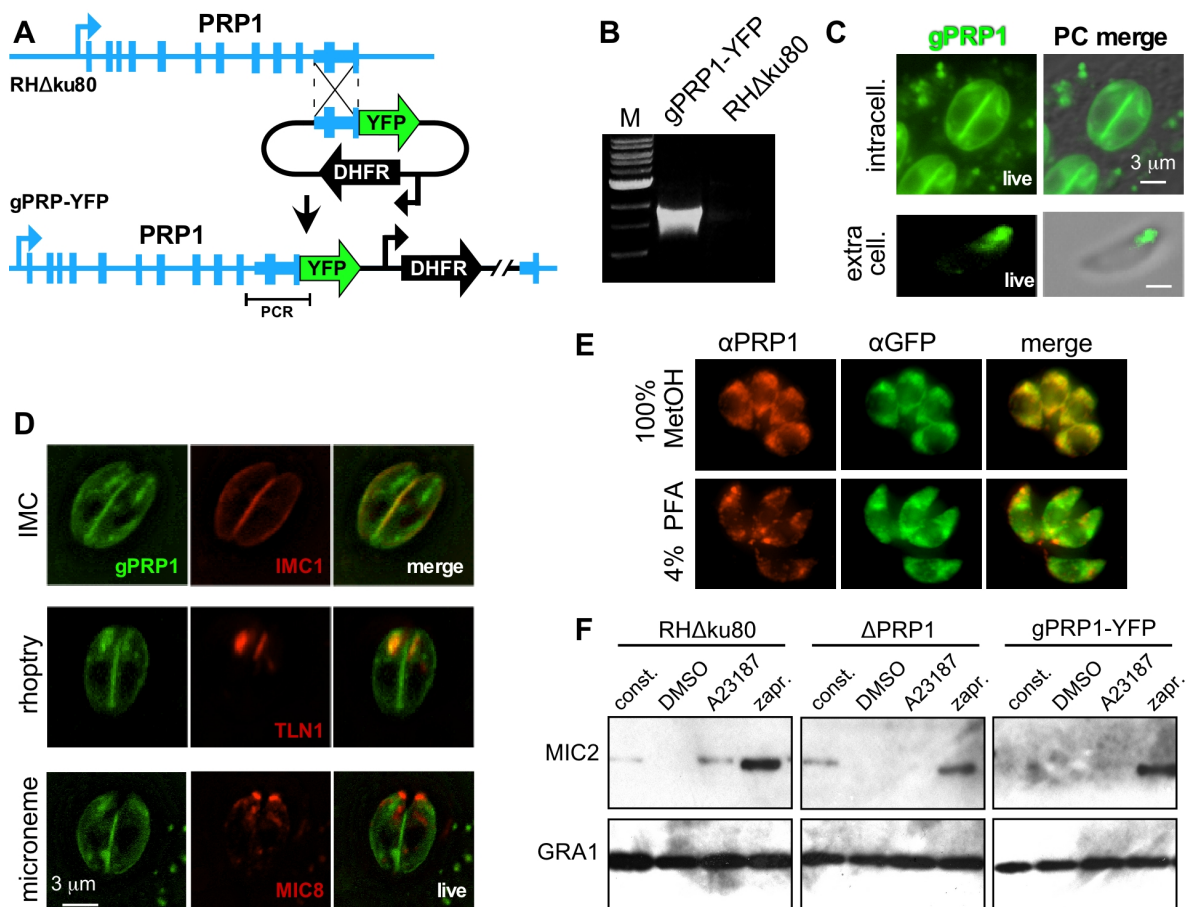 A
PRP1
RHΔku80
YFP
DHFR
gPRP-YFP
PRP1
YFP
DHFR
PCR
B
M
gPRP1-YFP
RHΔku80
C
gPRP1
PC merge
intracell.
live
3 μm
extra
cell.
live
D
IMC
gPRP1
IMC1
merge
rhoptry
TLN1
microneme
3 μm
MIC8
live
E
αPRP1
αGFP
merge
100%
MetOH
4% PFA
F
RHΔku80
ΔPRP1
gPRP1-YFP
const.
DMSO
A23187
zapr.
const.
DMSO
A23187
zapr.
const.
DMSO
A23187
zapr.
MIC2
GRA1